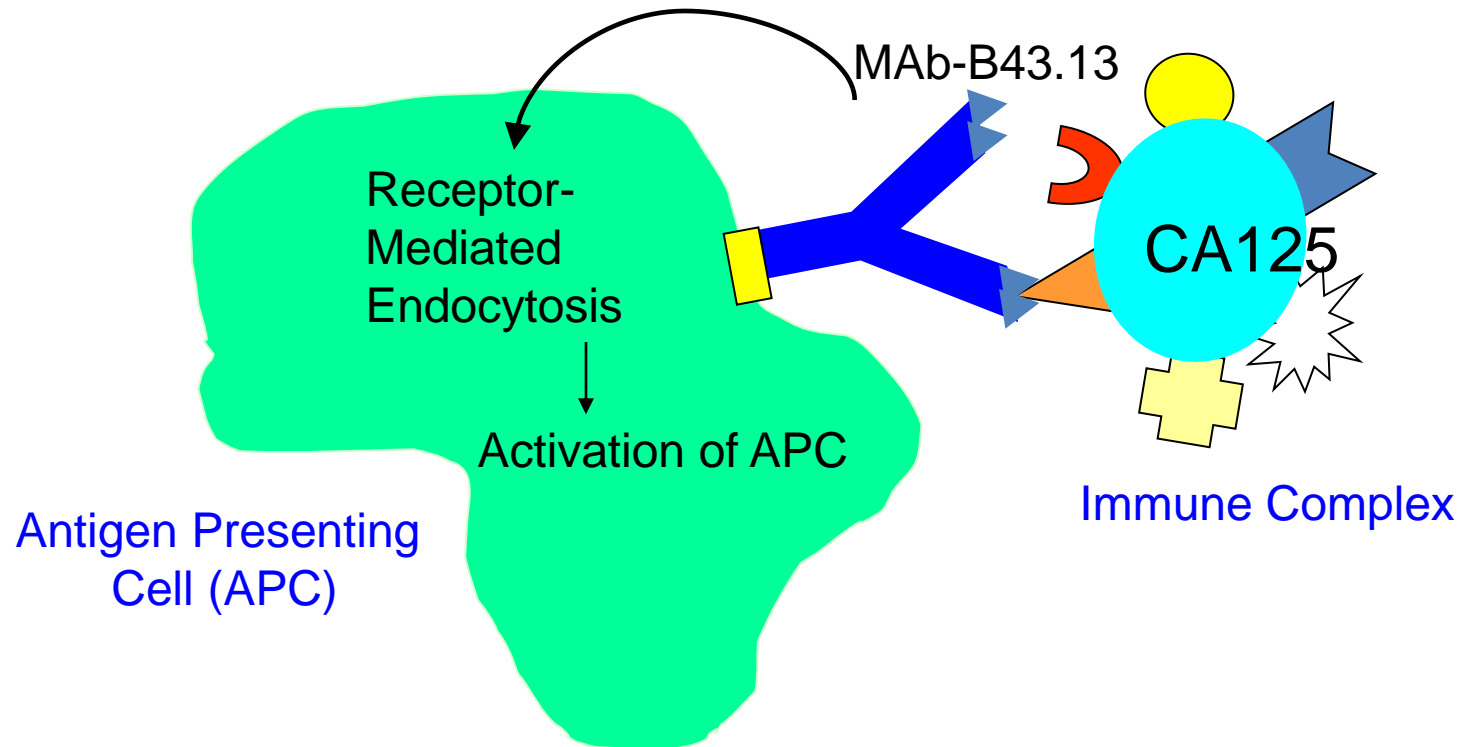 MAb-B43.13
Receptor-
Mediated
Endocytosis
CA125
Activation of APC
Immune Complex
Antigen Presenting
Cell (APC)